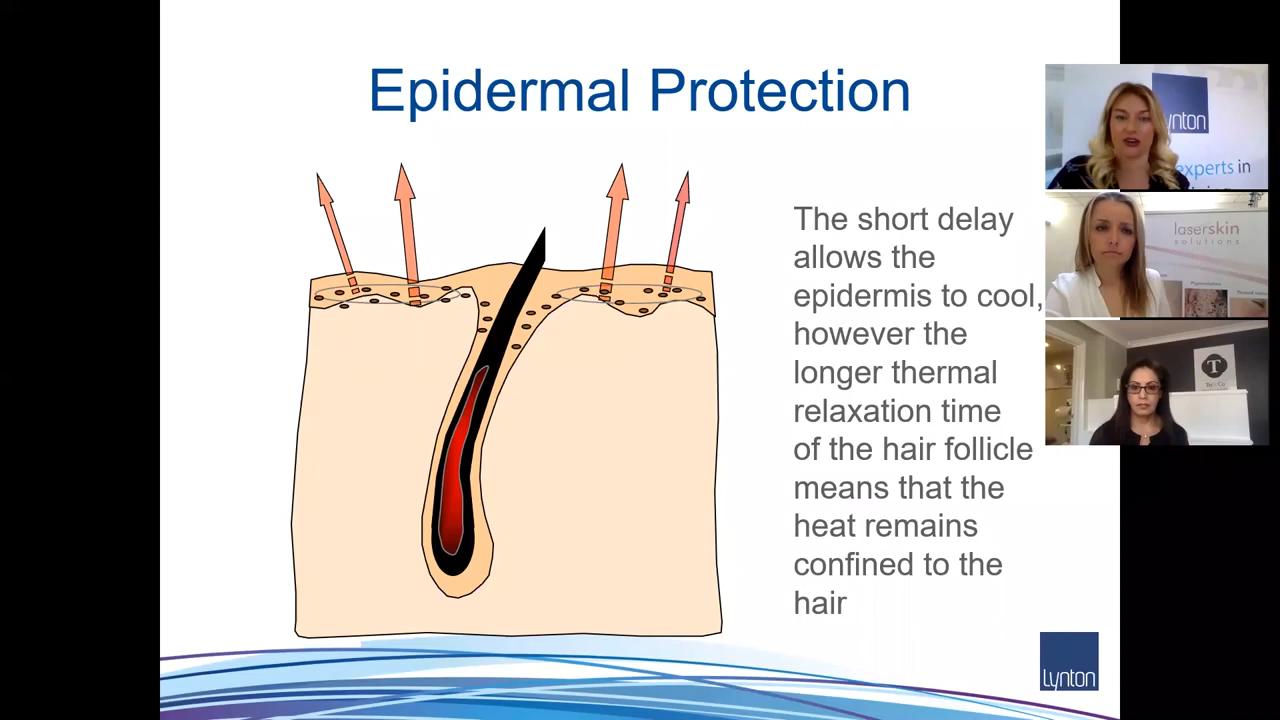 Epidermal Protection
The short delay
allows the
epidermis to cool,
however the
longer thermal
relaxation time
of the hair follicle
means that the
heat remains
confined to the
hair
Lynton
ynton
experts in
laserskin
solutions
Pigmentation
T